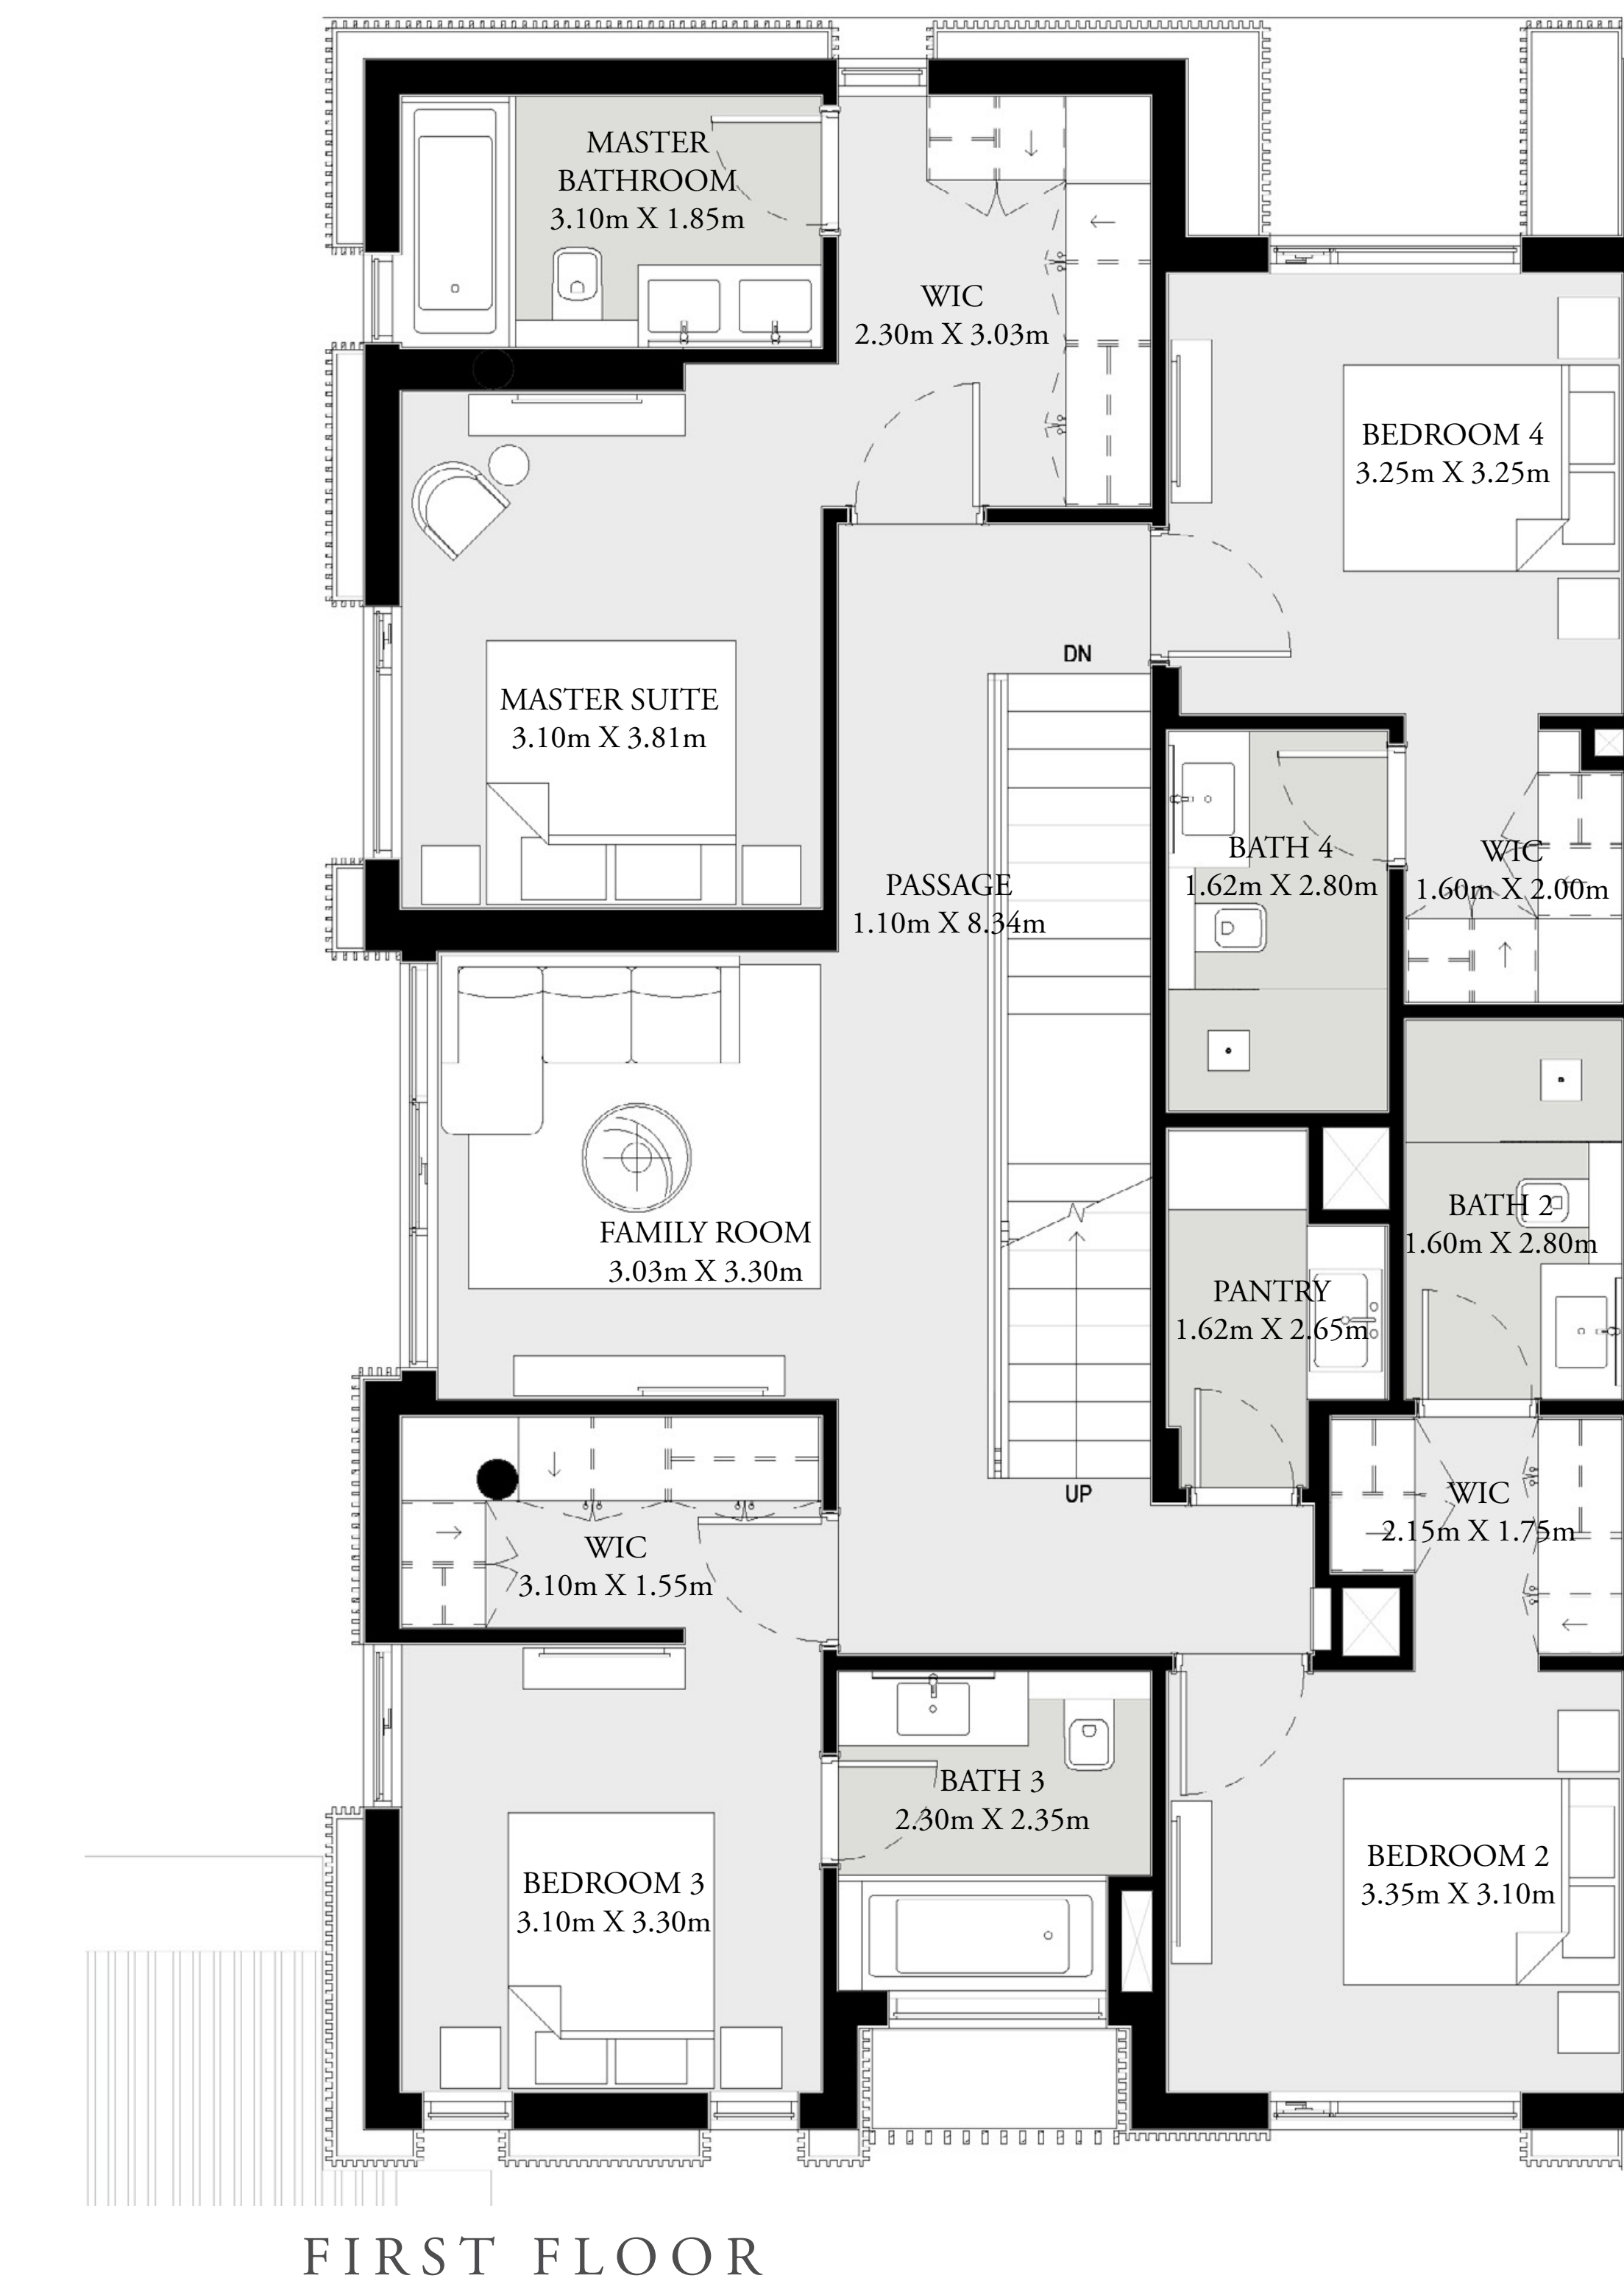 MASTER
BATHROOM
3.10m X 1.85m
WIC
2.30m X 3.03m
BEDROOM 4
3.25m X 3.25m
DN
MASTER SUITE
3.10m X 3.81m
PASSAGE
1.10m X 8.34m
BATH 4
1.62m X 2.80m
WIC
1.60m X 2.00m
FAMILY ROOM
3.03m X 3.30m
BATH 2
1.60m X 2.80m
PANTRY
1.62m X 2.65m
UP
WIC
2.15m X 1.75m
WIC
3.10m X 1.55m
BATH 3
2.30m X 2.35m
BEDROOM 3
3.10m X 3.30m
BEDROOM 2
3.35m X 3.10m
FIRST FLOOR